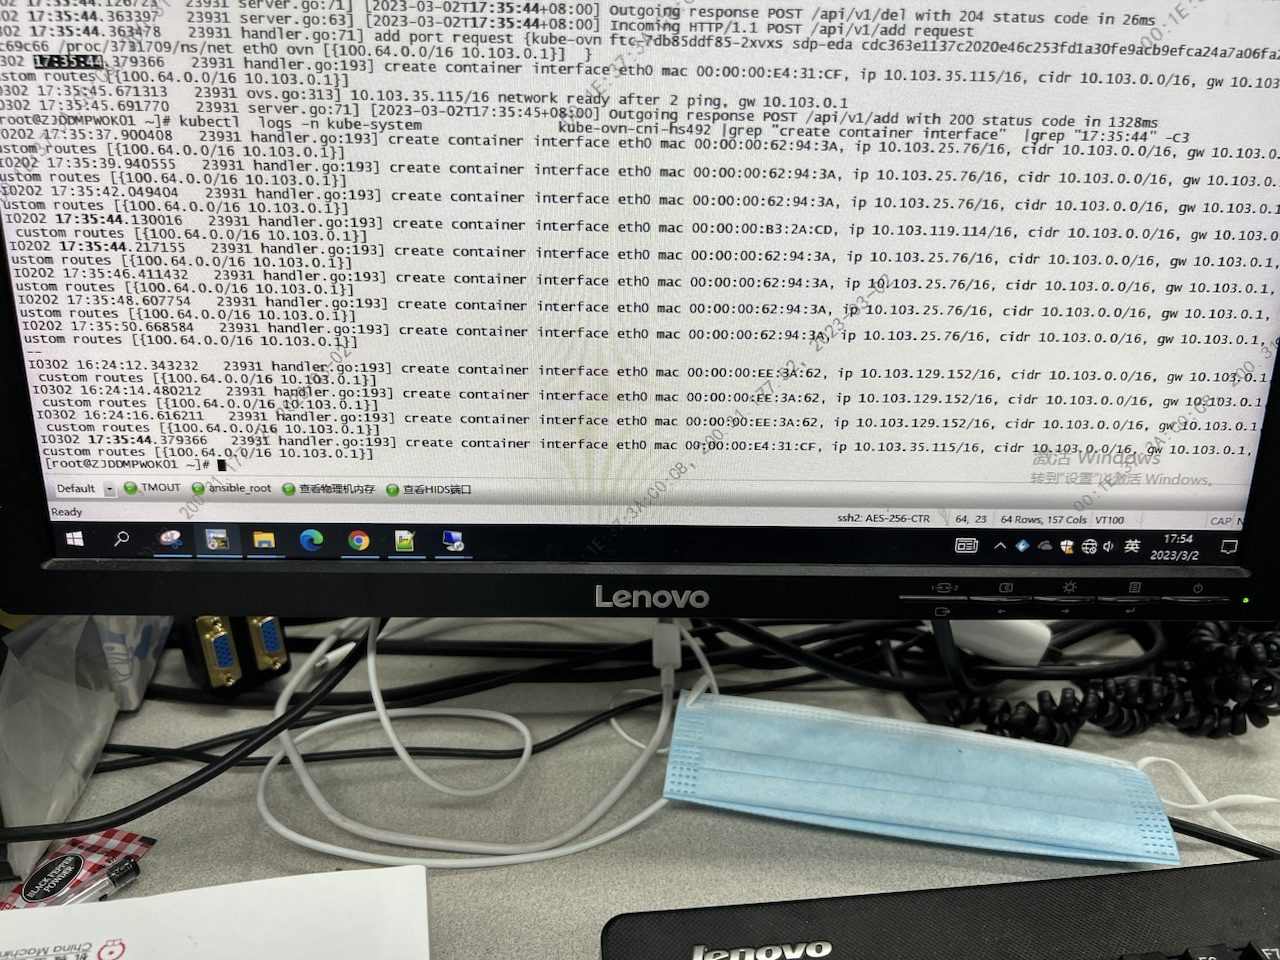 23931 server.go:71] [2023-03-02T17:35:44+08:00] Outgoing response POST /api/v1/del with 204 status code in 26ms
302 17:35:44.363397 23931 server.go:63] [2023-03-02T17:35:44+08:00] Incoming HTTP/1.1 POST /api/v1/add request
302 17:35:44.363478 23931 handler.go:71] add port request {kube-ovn ftc-7db85ddf85-2xvxs sdp-eda
c69c66 /proc/3731709/ns/net eth0 ovn [{100.64.0.0/16 10.103.0.1}] }
302 17:35:44.379366 23931 handler.go:193] create container interface eth0 mac 00:00:00:E4:31:CF, ip 10.103.35.115/16, cidr 10.103.0.0/16, gw 10.103
ustom routes [{100.64.0.0/16 10.103.0.1}]
0302 17:35:45.671313 23931 ovs.go:313] 10.103.35.115/16 network ready after 2 ping, gw 10.103.0.1
0302 17:35:45.691770 23931 server.go:71] [2023-03-02T17:35:45+08:00] Outgoing response POST /api/v1/add with 200 status code in 1328ms
root@ZJDDMPWOK01 ~]# kubectl logs -n kube-system kube-ovn-cni-hs492 |grep "create container interface" |grep "17:35:44" -C3
I0202 17:35:37.900408 23931 handler.go:193] create container interface eth0 mac 00:00:00:62:94:3A, ip 10.103.25.76/16, cidr 10.103.0.0/16, gw 10.103.0.
ustom routes [{100.64.0.0/16 10.103.0.1}]
I0202 17:35:39.940555 23931 handler.go:193] create container interface eth0 mac 00:00:00:62:94:3A, ip 10.103.25.76/16, cidr 10.103.0.0/16, gw 10.103.0.
ustom routes [{100.64.0.0/16 10.103.0.1}]
I0202 17:35:42.049404 23931 handler.go:193] create container interface eth0 mac 00:00:00:62:94:3A, ip 10.103.25.76/16, cidr 10.103.0.0/16, gw 10.103.0.1
ustom routes [{100.64.0.0/16 10.103.0.1}]
I0202 17:35:44.130016 23931 handler.go:193] create container interface eth0 mac 00:00:00:B3:2A:CD, ip 10.103.119.114/16, cidr 10.103.0.0/16, gw 10.103.0
custom routes [{100.64.0.0/16 10.103.0.1}]
I0202 17:35:44.217155 23931 handler.go:193] create container interface eth0 mac 00:00:00:62:94:3A, ip 10.103.25.76/16, cidr 10.103.0.0/16, gw 10.103.0.1,
ustom routes [{100.64.0.0/16 10.103.0.1}]
I0202 17:35:46.411432 23931 handler.go:193] create container interface eth0 mac 00:00:00:62:94:3A, ip 10.103.25.76/16, cidr 10.103.0.0/16, gw 10.103.0.1,
ustom routes [{100.64.0.0/16 10.103.0.1}]
I0202 17:35:48.607754 23931 handler.go:193] create container interface eth0 mac 00:00:00:62:94:3A, ip 10.103.25.76/16, cidr 10.103.0.0/16, gw 10.103.0.1,
ustom routes [{100.64.0.0/16 10.103.0.1}]
I0202 17:35:50.668584 23931 handler.go:193] create container interface eth0 mac 00:00:00:62:94:3A, ip 10.103.25.76/16, cidr 10.103.0.0/16, gw 10.103.0.1,
ustom routes [{100.64.0.0/16 10.103.0.1}]
--
I0302 16:24:12.343232 23931 handler.go:193] create container interface eth0 mac 00:00:00:EE:3A:62, ip 10.103.129.152/16, cidr 10.103.0.0/16, gw 10.103.0.1
custom routes [{100.64.0.0/16 10.103.0.1}]
I0302 16:24:14.480212 23931 handler.go:193] create container interface eth0 mac 00:00:00:EE:3A:62, ip 10.103.129.152/16, cidr 10.103.0.0/16, gw 10.103.0.1
custom routes [{100.64.0.0/16 10.103.0.1}]
I0302 16:24:16.616211 23931 handler.go:193] create container interface eth0 mac 00:00:00:EE:3A:62, ip 10.103.129.152/16, cidr 10.103.0.0/16, gw 10.103.0.1
custom routes [{100.64.0.0/16 10.103.0.1}]
I0302 17:35:44.379366 23931 handler.go:193] create container interface eth0 mac 00:00:00:E4:31:CF, ip 10.103.35.115/16, cidr 10.103.0.0/16, gw 10.103.0.1,
custom routes [{100.64.0.0/16 10.103.0.1}]
[root@ZJDDMPWOK01 ~]#
激活 Windows
转到"设置"以激活 Windows。
Default TMOUT ansible_root 查看物理机内存 查看HIDS端口
Ready ssh2: AES-256-CTR 64, 23 64 Rows, 157 Cols VT100 CAP
英 17:54
2023/3/2
Lenovo
BLACK PEPPER
POWDER
China Machin
lenovo